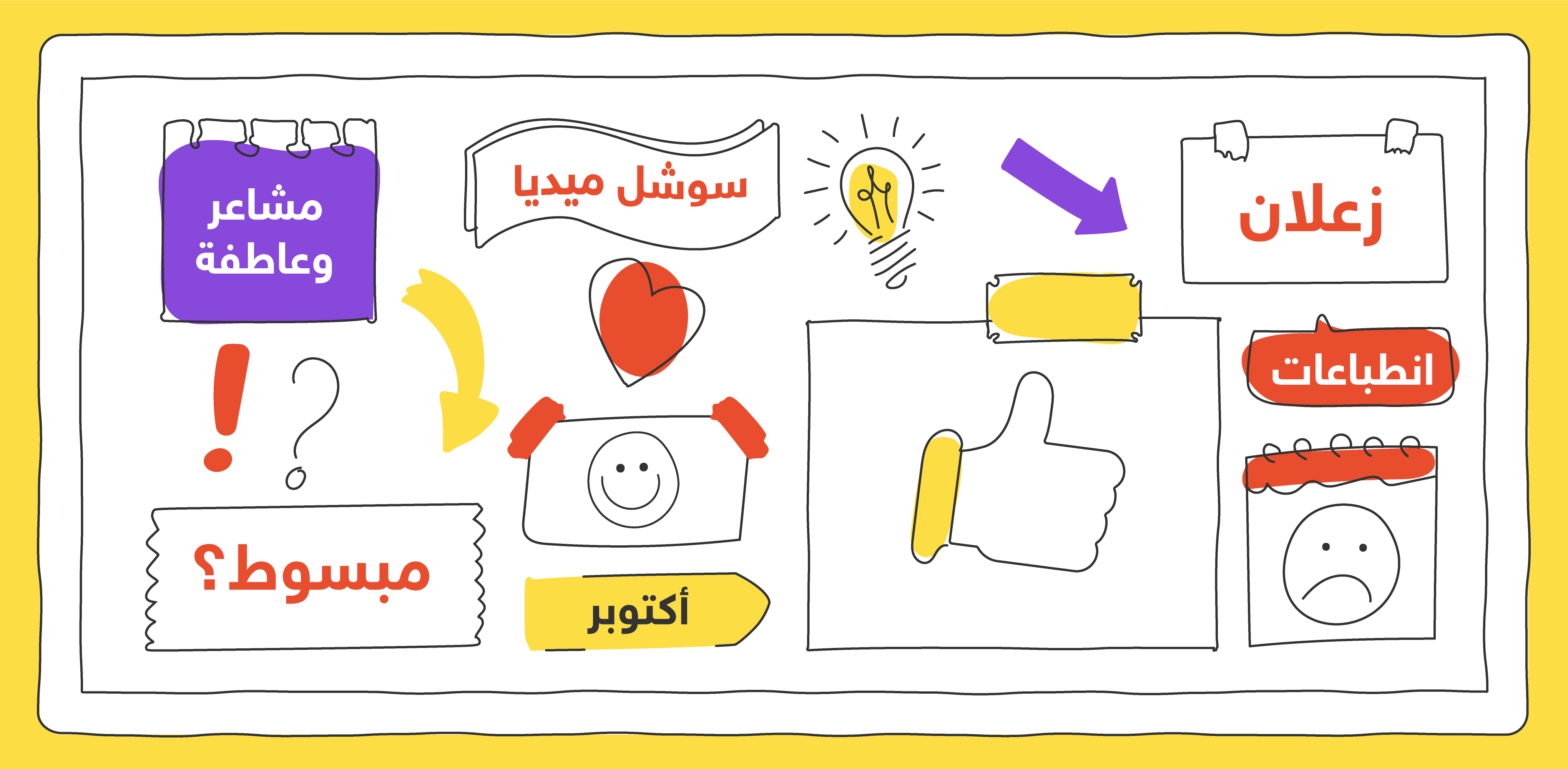 زعلان
سوشل ميديا
مشاعر
وعاطفة
انطباعات
مبسوط؟
أكتوبر